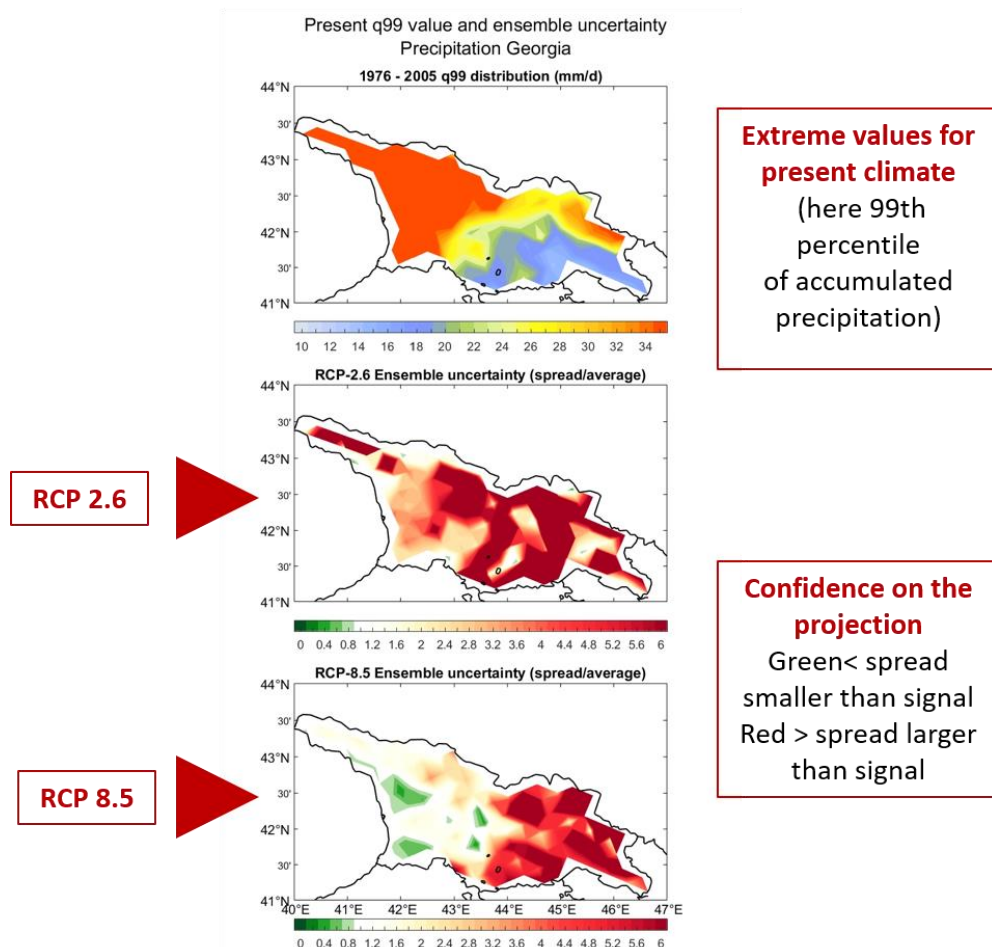 Present q99 value and ensemble uncertainty
Precipitation Georgia
1976 - 2005 q99 distribution (mm/d)
44°N
30'
43°N
30'
42°N
30'
41°N
10 12 14 16 18 20 22 24 26 28 30 32 34
Extreme values for
present climate
(here 99th
percentile
of accumulated
precipitation)
RCP-2.6 Ensemble uncertainty (spread/average)
44°N
30'
43°N
30'
42°N
30'
41°N
0 0.4 0.8 1.2 1.6 2 2.4 2.8 3.2 3.6 4 4.4 4.8 5.2 5.6 6
RCP 2.6
RCP-8.5 Ensemble uncertainty (spread/average)
44°N
30'
43°N
30'
42°N
30'
41°N
40°E 41°E 42°E 43°E 44°E 45°E 46°E 47°E
0 0.4 0.8 1.2 1.6 2 2.4 2.8 3.2 3.6 4 4.4 4.8 5.2 5.6 6
RCP 8.5
Confidence on the
projection
Green< spread
smaller than signal
Red > spread larger
than signal